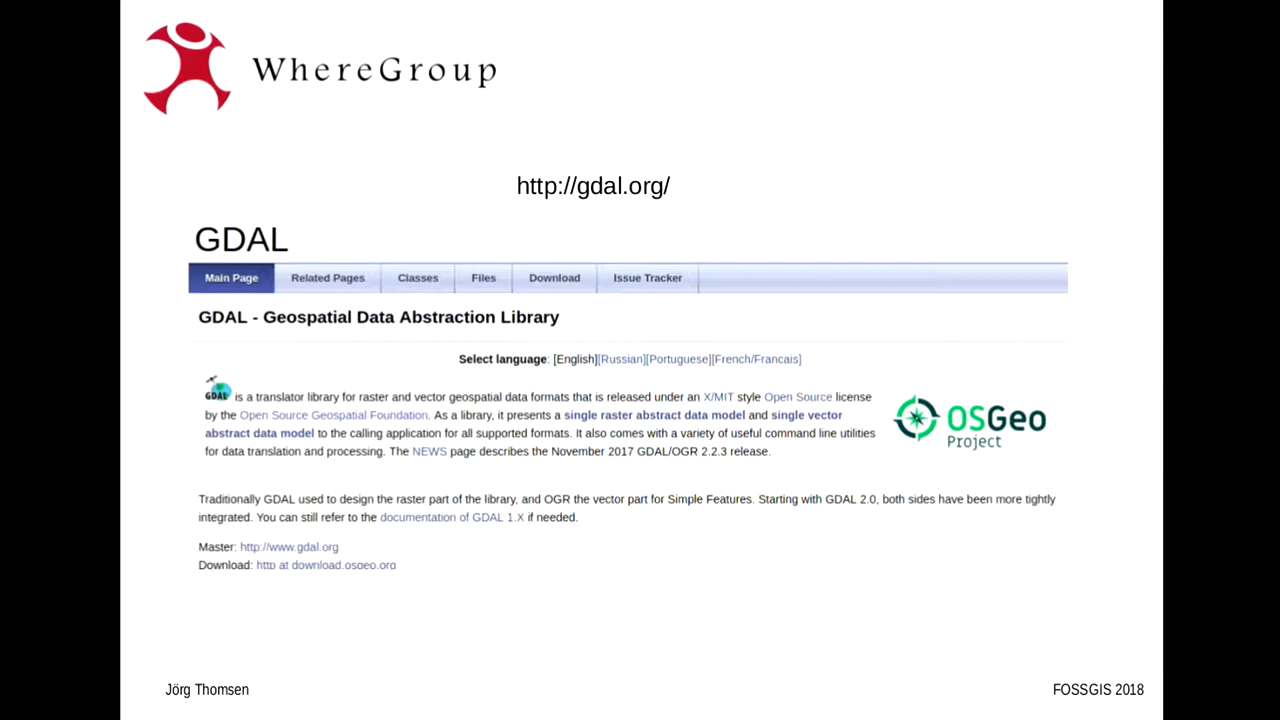 WhereGroup
http://gdal.org/
GDAL
Main Page Related Pages Classes Files Download Issue Tracker
GDAL - Geospatial Data Abstraction Library
Select language: [English][Russian][Portuguese][French/Francais]
GDAL is a translator library for raster and vector geospatial data formats that is released under an X/MIT style Open Source license
by the Open Source Geospatial Foundation. As a library, it presents a single raster abstract data model and single vector
abstract data model to the calling application for all supported formats. It also comes with a variety of useful command line utilities
for data translation and processing. The NEWS page describes the November 2017 GDAL/OGR 2.2.3 release.
OSGeo
Project
Traditionally GDAL used to design the raster part of the library, and OGR the vector part for Simple Features. Starting with GDAL 2.0, both sides have been more tightly
integrated. You can still refer to the documentation of GDAL 1.X if needed.
Master: http://www.gdal.org
Download: http at download.osgeo.org
Jörg Thomsen
FOSSGIS 2018